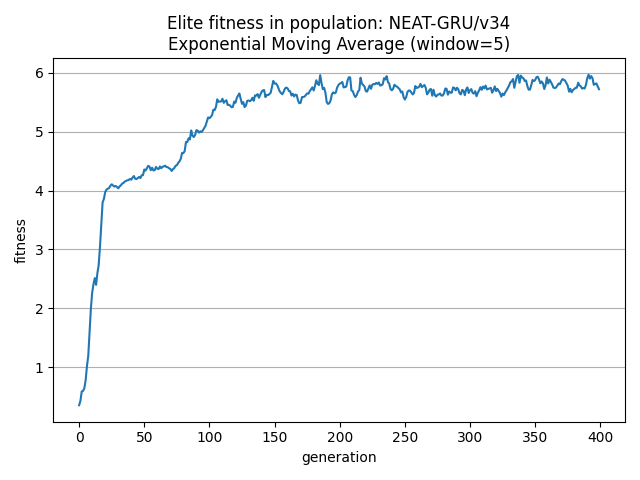 Elite fitness in population: NEAT-GRU/v34
Exponential Moving Average (window=5)
fitness
6
5
4
3
2
1
0 50 100 150 200 250 300 350 400
generation